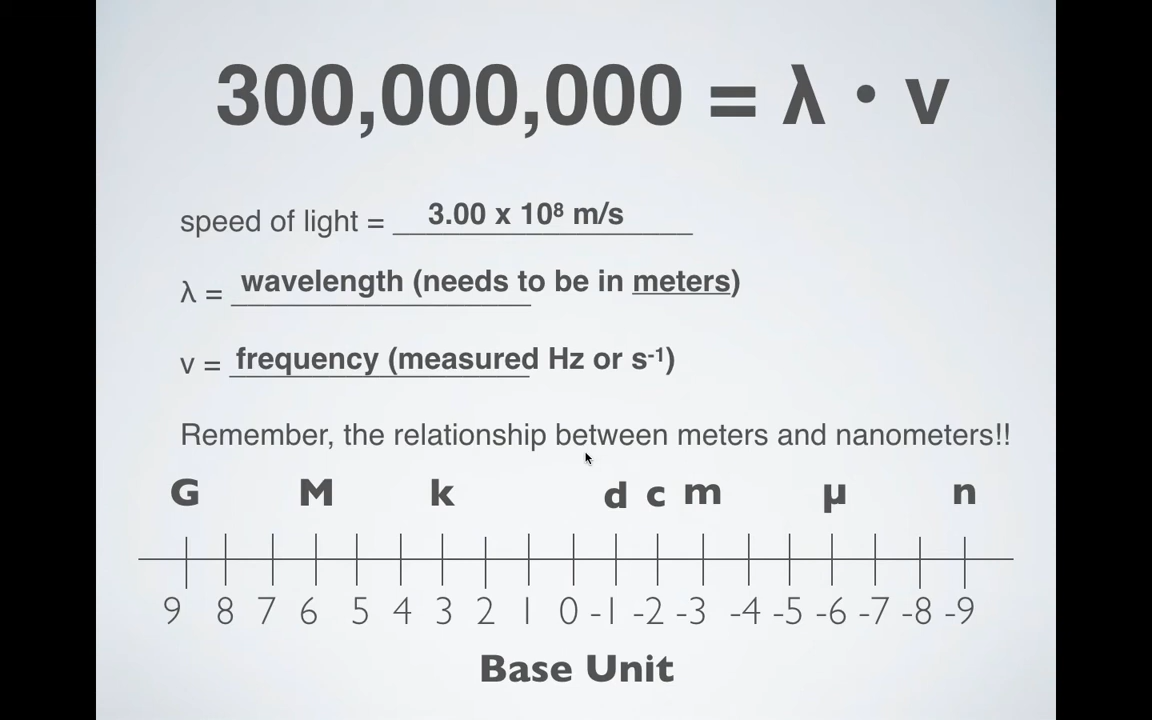 300,000,000 = λ · v
speed of light = 3.00 x 10⁸ m/s
λ = wavelength (needs to be in meters)
v = frequency (measured Hz or s⁻¹)
Remember, the relationship between meters and nanometers!!
G M k d c m µ n
9 8 7 6 5 4 3 2 1 0 -1 -2 -3 -4 -5 -6 -7 -8 -9
Base Unit